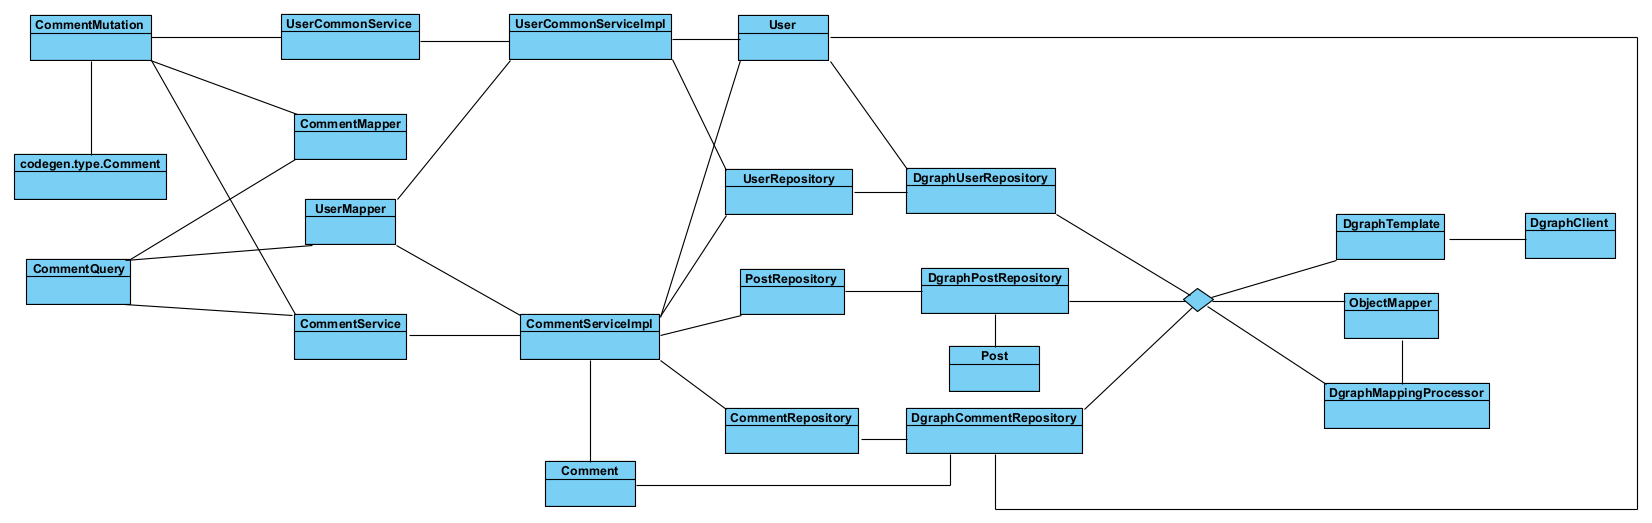 CommentMutation
UserCommonService
UserCommonServiceImpl
User
CommentMapper
codegen.type.Comment
UserRepository
DgraphUserRepository
UserMapper
DgraphTemplate
DgraphClient
CommentQuery
PostRepository
DgraphPostRepository
ObjectMapper
CommentService
CommentServiceImpl
Post
DgraphMappingProcessor
CommentRepository
DgraphCommentRepository
Comment